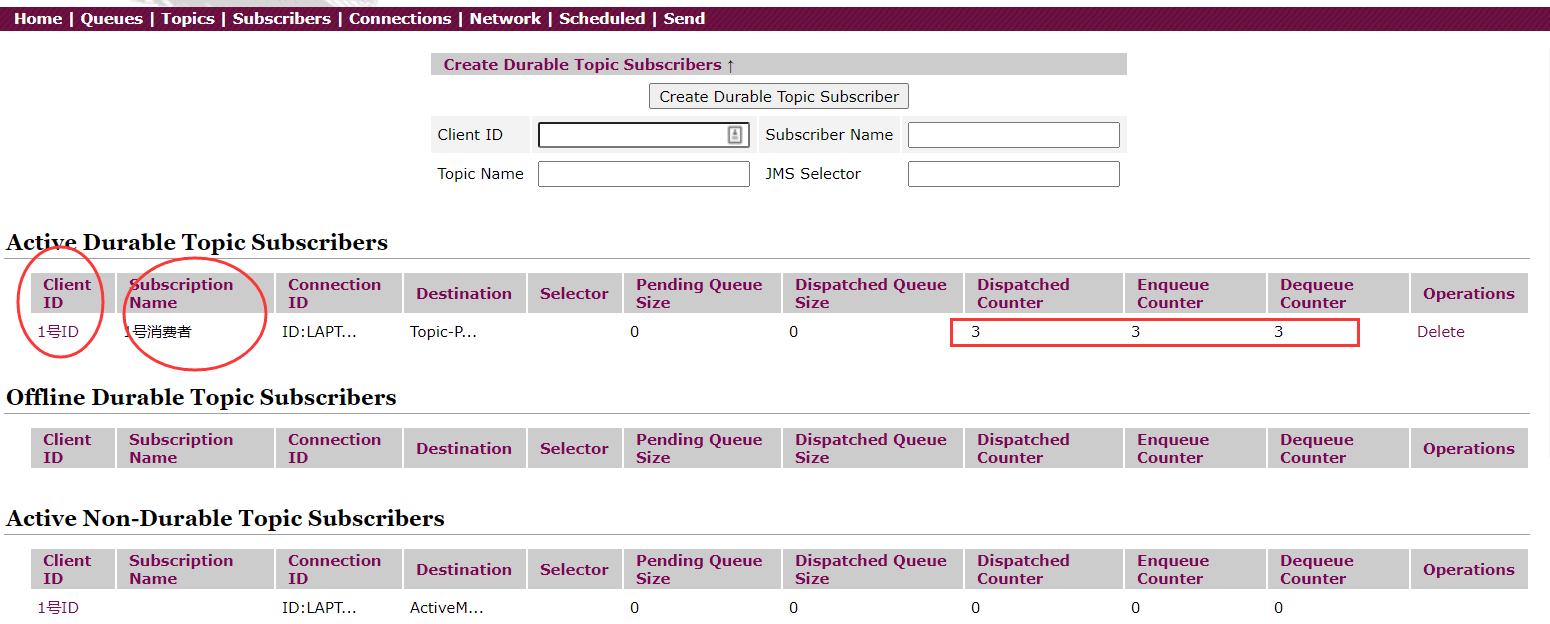 Home | Queues | Topics | Subscribers | Connections | Network | Scheduled | Send
Create Durable Topic Subscribers ↑
Create Durable Topic Subscriber
Client ID Subscriber Name
Topic Name JMS Selector
Active Durable Topic Subscribers
Client ID Subscription Name Connection ID Destination Selector Pending Queue Size Dispatched Queue Size Dispatched Counter Enqueue Counter Dequeue Counter Operations
1号ID 1号消费者 ID:LAPT... Topic-P... 0 0 3 3 3 Delete
Offline Durable Topic Subscribers
Client ID Subscription Name Connection ID Destination Selector Pending Queue Size Dispatched Queue Size Dispatched Counter Enqueue Counter Dequeue Counter Operations
Active Non-Durable Topic Subscribers
Client ID Subscription Name Connection ID Destination Selector Pending Queue Size Dispatched Queue Size Dispatched Counter Enqueue Counter Dequeue Counter Operations
1号ID ID:LAPT... ActiveM... 0 0 0 0 0